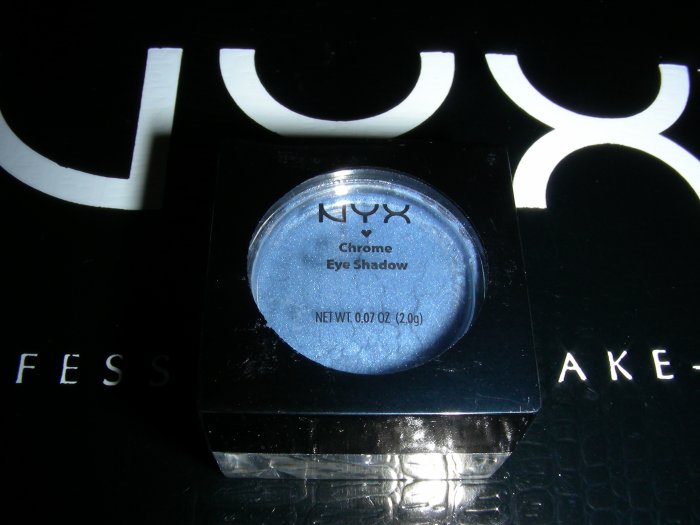 NYX
Chrome
Eye Shadow
NET WT. 0.07 OZ (2.0g)
FESS
AKE-